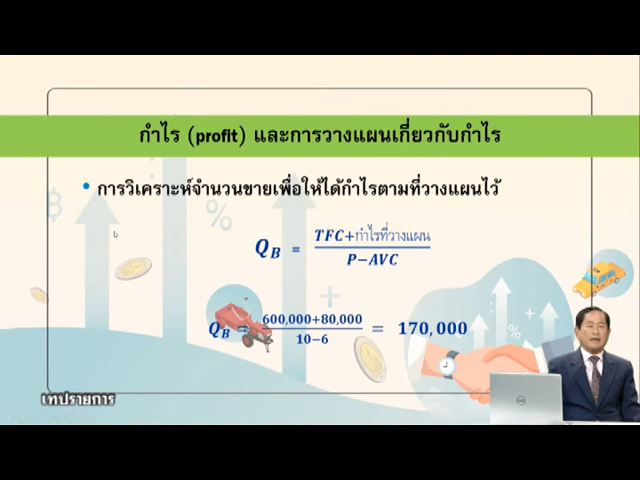 กำไร (profit) และการวางแผนเกี่ยวกับกำไร
• การวิเคราะห์จำนวนขายเพื่อให้ได้กำไรตามที่วางแผนไว้
Q_B = (TFC+กำไรที่วางแผน)/(P−AVC)
Q_B = (600,000+80,000)/(10−6) = 170,000
เทปรายการ
DELL